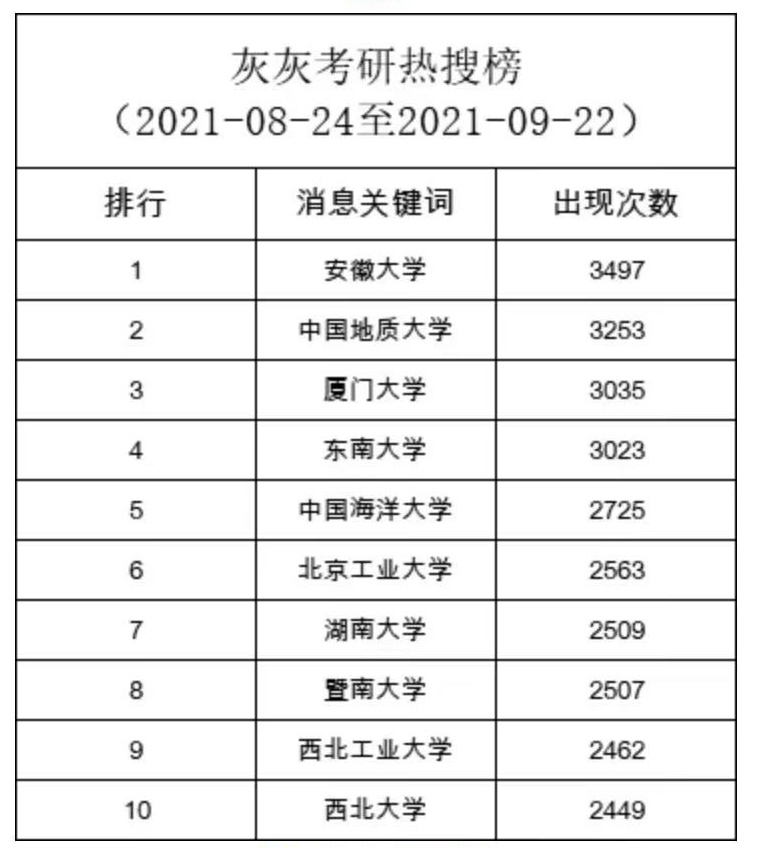 灰灰考研热搜榜
（2021-08-24至2021-09-22）
排行 消息关键词 出现次数
1 安徽大学 3497
2 中国地质大学 3253
3 厦门大学 3035
4 东南大学 3023
5 中国海洋大学 2725
6 北京工业大学 2563
7 湖南大学 2509
8 暨南大学 2507
9 西北工业大学 2462
10 西北大学 2449